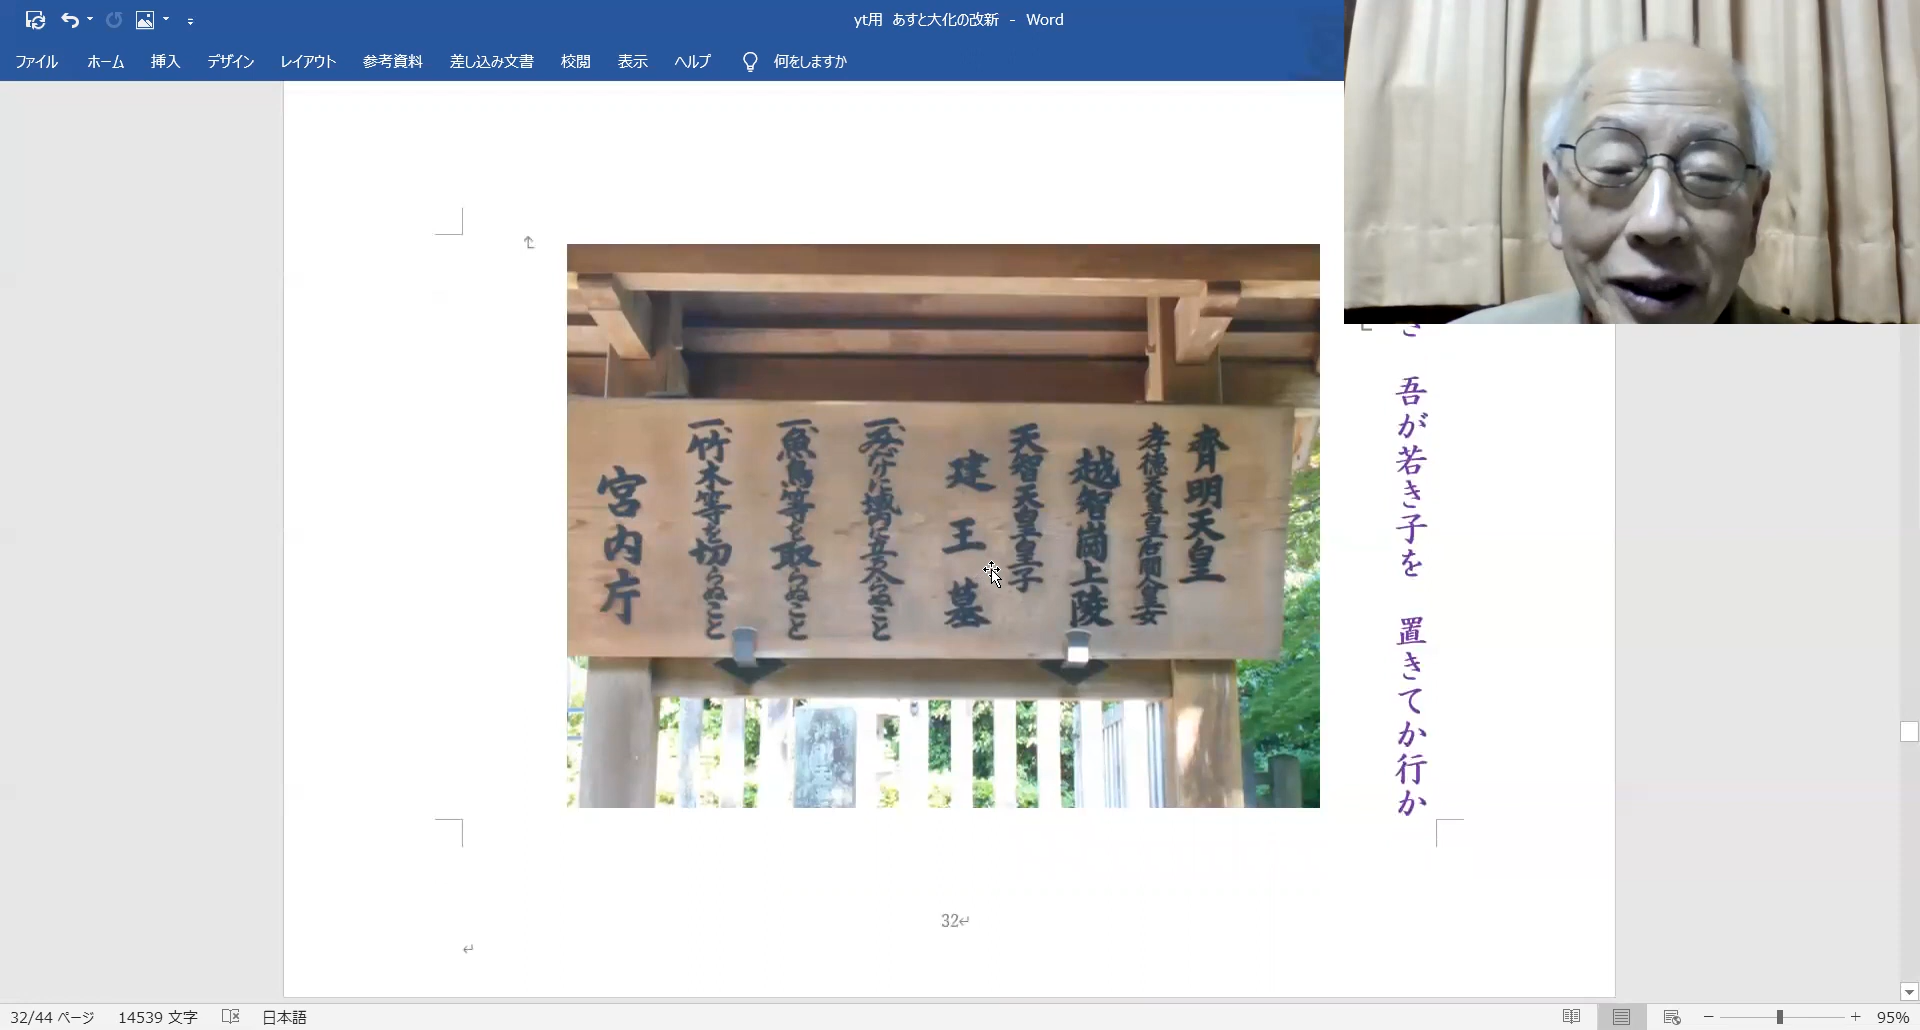 yt用 あすと大化の改新 - Word
ファイル ホーム 挿入 デザイン レイアウト 参考資料 差し込み文書 校閲 表示 ヘルプ 何をしますか
吾が若き子を 置きてか行か
斉明天皇
孝徳天皇皇后間人皇女
越智崗上陵
天智天皇皇子
建王墓
一、みだりに域内に立入らぬこと
一、魚鳥等を取らぬこと
一、竹木等を切らぬこと
宮内庁
32
32/44 ページ 14539 文字 日本語 95%